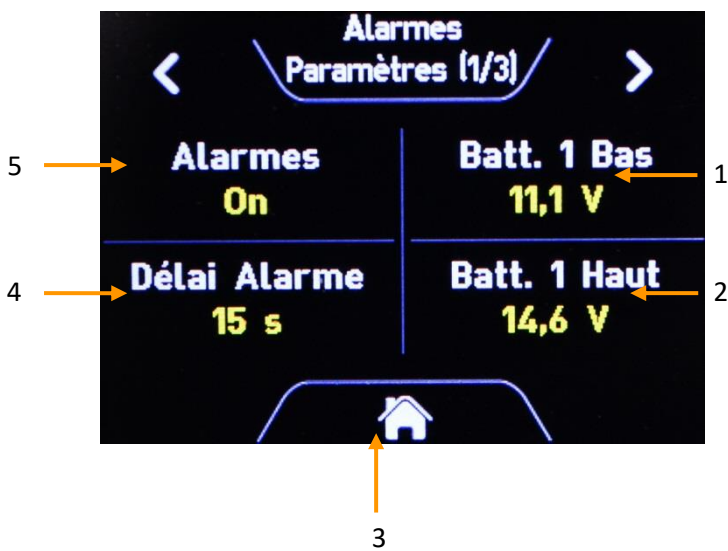 Alarmes
Paramètres (1/3)
5
Alarmes
On
Batt. 1 Bas
11,1 V
1
4
Délai Alarme
15 s
Batt. 1 Haut
14,6 V
2
3